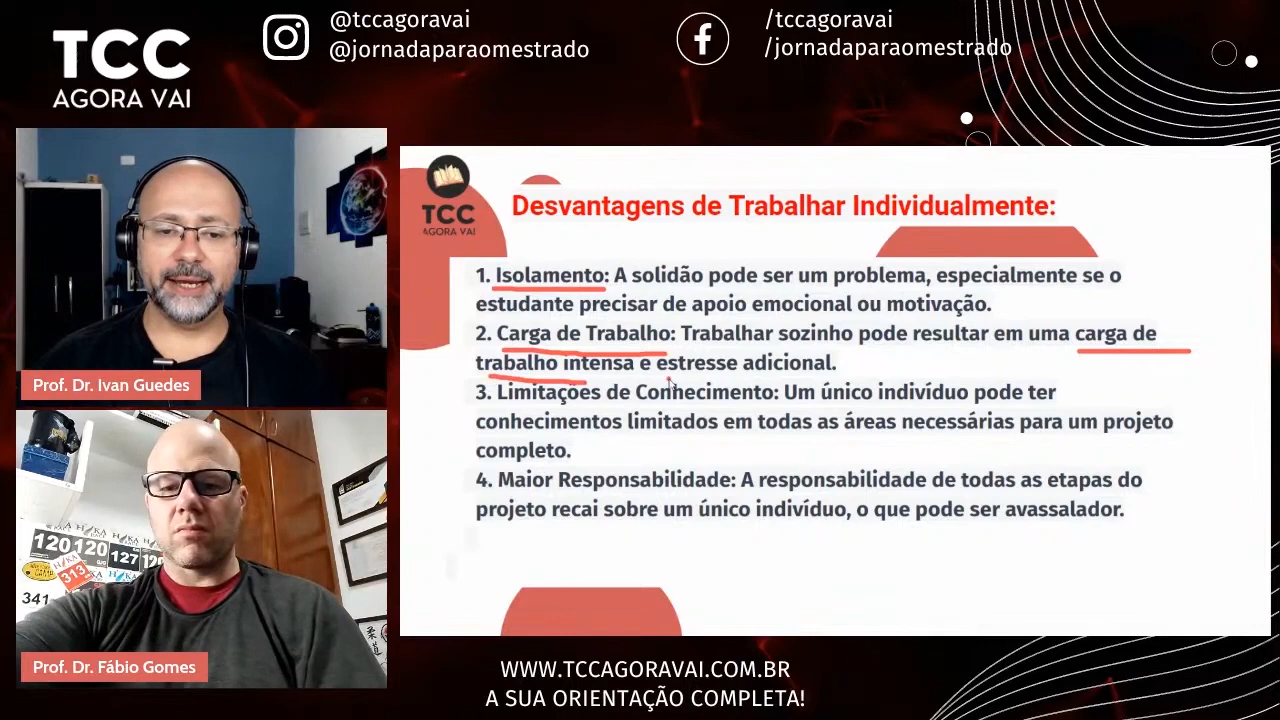 TCC
AGORA VAI
@tccagoravai
@jornadaparaomestrado
/tccagoravai
/jornadaparaomestrado
Prof. Dr. Ivan Guedes
120
120
127
313
341
Prof. Dr. Fábio Gomes
TCC
AGORA VAI
Desvantagens de Trabalhar Individualmente:
1. Isolamento: A solidão pode ser um problema, especialmente se o
estudante precisar de apoio emocional ou motivação.
2. Carga de Trabalho: Trabalhar sozinho pode resultar em uma carga de
trabalho intensa e estresse adicional.
3. Limitações de Conhecimento: Um único indivíduo pode ter
conhecimentos limitados em todas as áreas necessárias para um projeto
completo.
4. Maior Responsabilidade: A responsabilidade de todas as etapas do
projeto recai sobre um único indivíduo, o que pode ser avassalador.
WWW.TCCAGORAVAI.COM.BR
A SUA ORIENTAÇÃO COMPLETA!